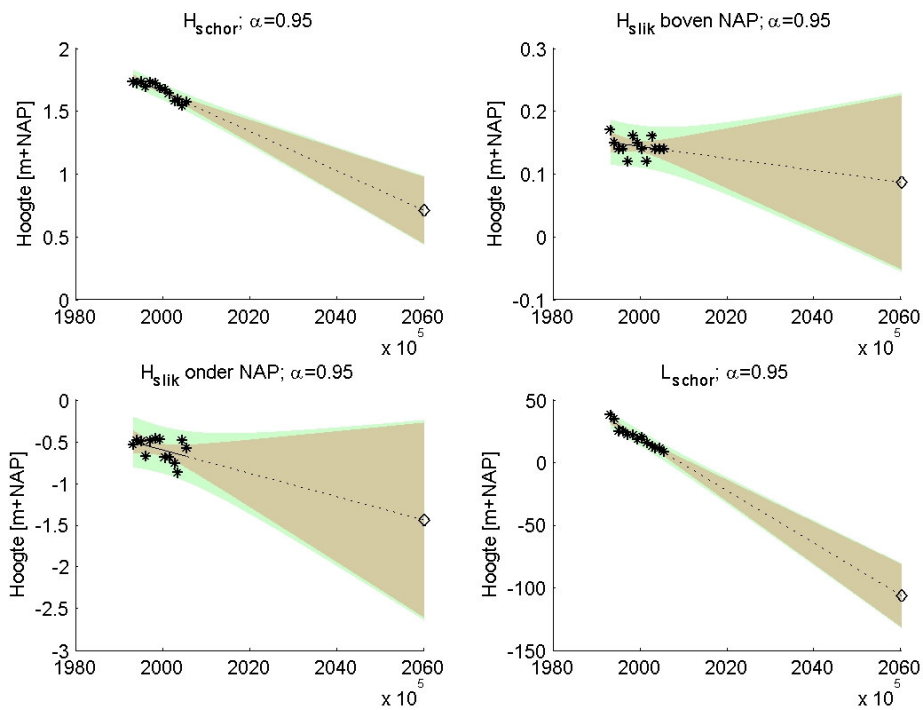 H_schor; α=0.95
Hoogte [m+NAP]
2
1.5
1
0.5
0
1980 2000 2020 2040 2060
x 10^5
H_slik boven NAP; α=0.95
Hoogte [m+NAP]
0.3
0.2
0.1
0
-0.1
1980 2000 2020 2040 2060
x 10^5
H_slik onder NAP; α=0.95
Hoogte [m+NAP]
0
-0.5
-1
-1.5
-2
-2.5
-3
1980 2000 2020 2040 2060
x 10^5
L_schor; α=0.95
Hoogte [m+NAP]
50
0
-50
-100
-150
1980 2000 2020 2040 2060
x 10^5